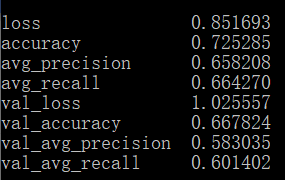 loss 0.851693
accuracy 0.725285
avg_precision 0.658208
avg_recall 0.664270
val_loss 1.025557
val_accuracy 0.667824
val_avg_precision 0.583035
val_avg_recall 0.601402